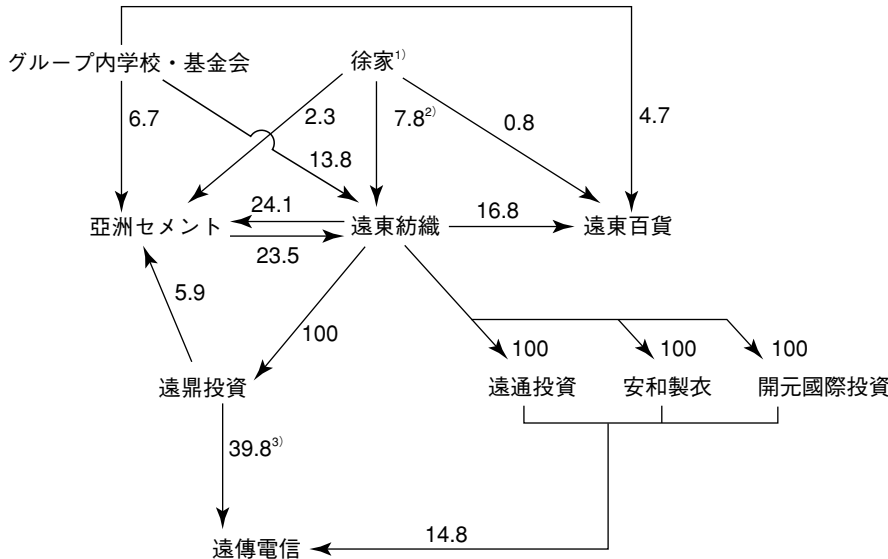 グループ内学校・基金会
徐家1)
6.7
2.3
7.82)
0.8
4.7
13.8
亞洲セメント
24.1
遠東紡織
16.8
遠東百貨
23.5
5.9
100
100
100
100
遠鼎投資
遠通投資
安和製衣
開元國際投資
39.83)
14.8
遠傳電信